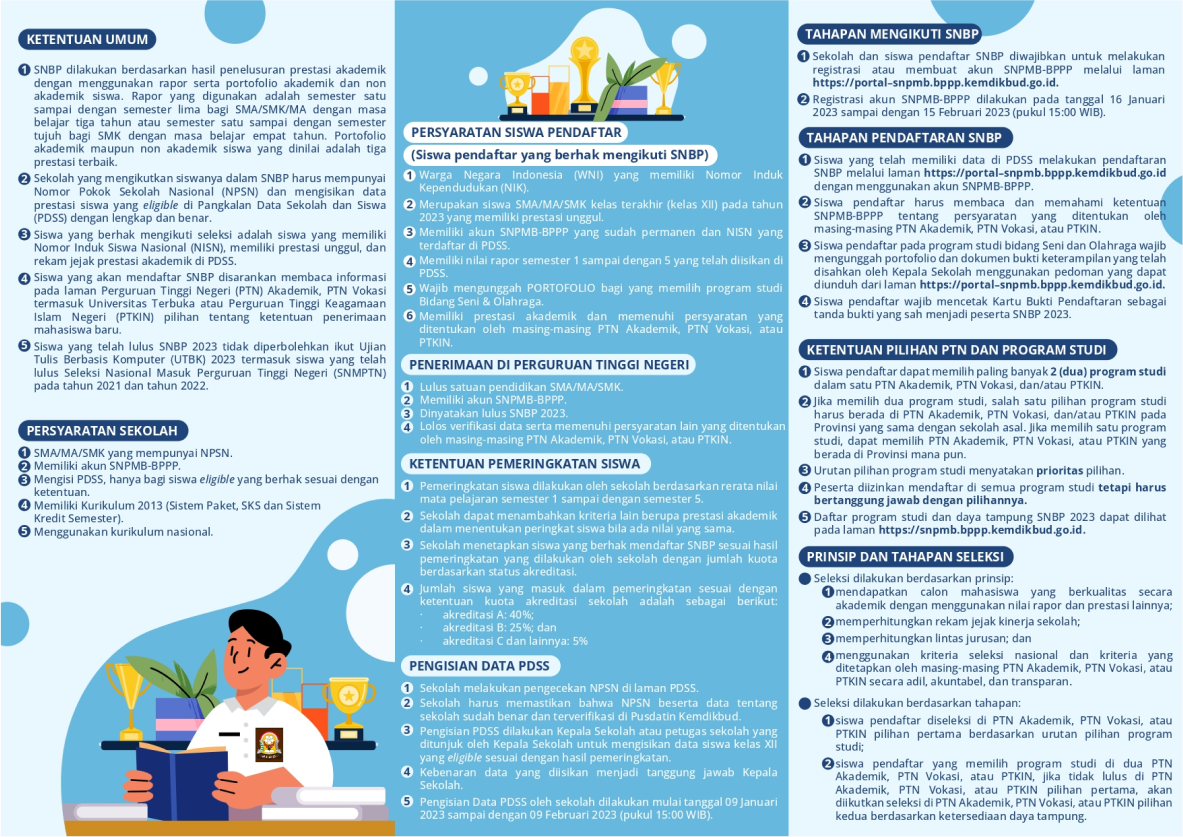 KETENTUAN UMUM
1 SNBP dilakukan berdasarkan hasil penelusuran prestasi akademik
dengan menggunakan rapor serta portofolio akademik dan non
akademik siswa. Rapor yang digunakan adalah semester satu
sampai dengan semester lima bagi SMA/SMK/MA dengan masa
belajar tiga tahun atau semester satu sampai dengan semester
tujuh bagi SMK dengan masa belajar empat tahun. Portofolio
akademik maupun non akademik siswa yang dinilai adalah tiga
prestasi terbaik.
2 Sekolah yang mengikutkan siswanya dalam SNBP harus mempunyai
Nomor Pokok Sekolah Nasional (NPSN) dan mengisikan data
prestasi siswa yang eligible di Pangkalan Data Sekolah dan Siswa
(PDSS) dengan lengkap dan benar.
3 Siswa yang berhak mengikuti seleksi adalah siswa yang memiliki
Nomor Induk Siswa Nasional (NISN), memiliki prestasi unggul, dan
rekam jejak prestasi akademik di PDSS.
4 Siswa yang akan mendaftar SNBP disarankan membaca informasi
pada laman Perguruan Tinggi Negeri (PTN) Akademik, PTN Vokasi
termasuk Universitas Terbuka atau Perguruan Tinggi Keagamaan
Islam Negeri (PTKIN) pilihan tentang ketentuan penerimaan
mahasiswa baru.
5 Siswa yang telah lulus SNBP 2023 tidak diperbolehkan ikut Ujian
Tulis Berbasis Komputer (UTBK) 2023 termasuk siswa yang telah
lulus Seleksi Nasional Masuk Perguruan Tinggi Negeri (SNMPTN)
pada tahun 2021 dan tahun 2022.
PERSYARATAN SEKOLAH
1 SMA/MA/SMK yang mempunyai NPSN.
2 Memiliki akun SNPMB-BPPP.
3 Mengisi PDSS, hanya bagi siswa eligible yang berhak sesuai dengan
ketentuan.
4 Memiliki Kurikulum 2013 (Sistem Paket, SKS dan Sistem
Kredit Semester).
5 Menggunakan kurikulum nasional.
PERSYARATAN SISWA PENDAFTAR
(Siswa pendaftar yang berhak mengikuti SNBP)
1 Warga Negara Indonesia (WNI) yang memiliki Nomor Induk
Kependudukan (NIK).
2 Merupakan siswa SMA/MA/SMK kelas terakhir (kelas XII) pada tahun
2023 yang memiliki prestasi unggul.
3 Memiliki akun SNPMB-BPPP yang sudah permanen dan NISN yang
terdaftar di PDSS.
4 Memiliki nilai rapor semester 1 sampai dengan 5 yang telah diisikan di
PDSS.
5 Wajib mengunggah PORTOFOLIO bagi yang memilih program studi
Bidang Seni & Olahraga.
6 Memiliki prestasi akademik dan memenuhi persyaratan yang
ditentukan oleh masing-masing PTN Akademik, PTN Vokasi, atau
PTKIN.
PENERIMAAN DI PERGURUAN TINGGI NEGERI
1 Lulus satuan pendidikan SMA/MA/SMK.
2 Memiliki akun SNPMB-BPPP.
3 Dinyatakan lulus SNBP 2023.
4 Lolos verifikasi data serta memenuhi persyaratan lain yang ditentukan
oleh masing-masing PTN Akademik, PTN Vokasi, atau PTKIN.
KETENTUAN PEMERINGKATAN SISWA
1 Pemeringkatan siswa dilakukan oleh sekolah berdasarkan rerata nilai
mata pelajaran semester 1 sampai dengan semester 5.
2 Sekolah dapat menambahkan kriteria lain berupa prestasi akademik
dalam menentukan peringkat siswa bila ada nilai yang sama.
3 Sekolah menetapkan siswa yang berhak mendaftar SNBP sesuai hasil
pemeringkatan yang dilakukan oleh sekolah dengan jumlah kuota
berdasarkan status akreditasi.
4 Jumlah siswa yang masuk dalam pemeringkatan sesuai dengan
ketentuan kuota akreditasi sekolah adalah sebagai berikut:
· akreditasi A: 40%;
· akreditasi B: 25%; dan
· akreditasi C dan lainnya: 5%
PENGISIAN DATA PDSS
1 Sekolah melakukan pengecekan NPSN di laman PDSS.
2 Sekolah harus memastikan bahwa NPSN beserta data tentang
sekolah sudah benar dan terverifikasi di Pusdatin Kemdikbud.
3 Pengisian PDSS dilakukan Kepala Sekolah atau petugas sekolah yang
ditunjuk oleh Kepala Sekolah untuk mengisikan data siswa kelas XII
yang eligible sesuai dengan hasil pemeringkatan.
4 Kebenaran data yang diisikan menjadi tanggung jawab Kepala
Sekolah.
5 Pengisian Data PDSS oleh sekolah dilakukan mulai tanggal 09 Januari
2023 sampai dengan 09 Februari 2023 (pukul 15:00 WIB).
TAHAPAN MENGIKUTI SNBP
1 Sekolah dan siswa pendaftar SNBP diwajibkan untuk melakukan
registrasi atau membuat akun SNPMB-BPPP melalui laman
https://portal–snpmb.bppp.kemdikbud.go.id.
2 Registrasi akun SNPMB-BPPP dilakukan pada tanggal 16 Januari
2023 sampai dengan 15 Februari 2023 (pukul 15:00 WIB).
TAHAPAN PENDAFTARAN SNBP
1 Siswa yang telah memiliki data di PDSS melakukan pendaftaran
SNBP melalui laman https://portal–snpmb.bppp.kemdikbud.go.id
dengan menggunakan akun SNPMB-BPPP.
2 Siswa pendaftar harus membaca dan memahami ketentuan
SNPMB-BPPP tentang persyaratan yang ditentukan oleh
masing-masing PTN Akademik, PTN Vokasi, atau PTKIN.
3 Siswa pendaftar pada program studi bidang Seni dan Olahraga wajib
mengunggah portofolio dan dokumen bukti keterampilan yang telah
disahkan oleh Kepala Sekolah menggunakan pedoman yang dapat
diunduh dari laman https://portal–snpmb.bppp.kemdikbud.go.id.
4 Siswa pendaftar wajib mencetak Kartu Bukti Pendaftaran sebagai
tanda bukti yang sah menjadi peserta SNBP 2023.
KETENTUAN PILIHAN PTN DAN PROGRAM STUDI
1 Siswa pendaftar dapat memilih paling banyak 2 (dua) program studi
dalam satu PTN Akademik, PTN Vokasi, dan/atau PTKIN.
2 Jika memilih dua program studi, salah satu pilihan program studi
harus berada di PTN Akademik, PTN Vokasi, dan/atau PTKIN pada
Provinsi yang sama dengan sekolah asal. Jika memilih satu program
studi, dapat memilih PTN Akademik, PTN Vokasi, atau PTKIN yang
berada di Provinsi mana pun.
3 Urutan pilihan program studi menyatakan prioritas pilihan.
4 Peserta diizinkan mendaftar di semua program studi tetapi harus
bertanggung jawab dengan pilihannya.
5 Daftar program studi dan daya tampung SNBP 2023 dapat dilihat
pada laman https://snpmb.bppp.kemdikbud.go.id.
PRINSIP DAN TAHAPAN SELEKSI
Seleksi dilakukan berdasarkan prinsip:
1 mendapatkan calon mahasiswa yang berkualitas secara
akademik dengan menggunakan nilai rapor dan prestasi lainnya;
2 memperhitungkan rekam jejak kinerja sekolah;
3 memperhitungkan lintas jurusan; dan
4 menggunakan kriteria seleksi nasional dan kriteria yang
ditetapkan oleh masing-masing PTN Akademik, PTN Vokasi, atau
PTKIN secara adil, akuntabel, dan transparan.
Seleksi dilakukan berdasarkan tahapan:
1 siswa pendaftar diseleksi di PTN Akademik, PTN Vokasi, atau
PTKIN pilihan pertama berdasarkan urutan pilihan program
studi;
2 siswa pendaftar yang memilih program studi di dua PTN
Akademik, PTN Vokasi, atau PTKIN, jika tidak lulus di PTN
Akademik, PTN Vokasi, atau PTKIN pilihan pertama, akan
diikutkan seleksi di PTN Akademik, PTN Vokasi, atau PTKIN pilihan
kedua berdasarkan ketersediaan daya tampung.